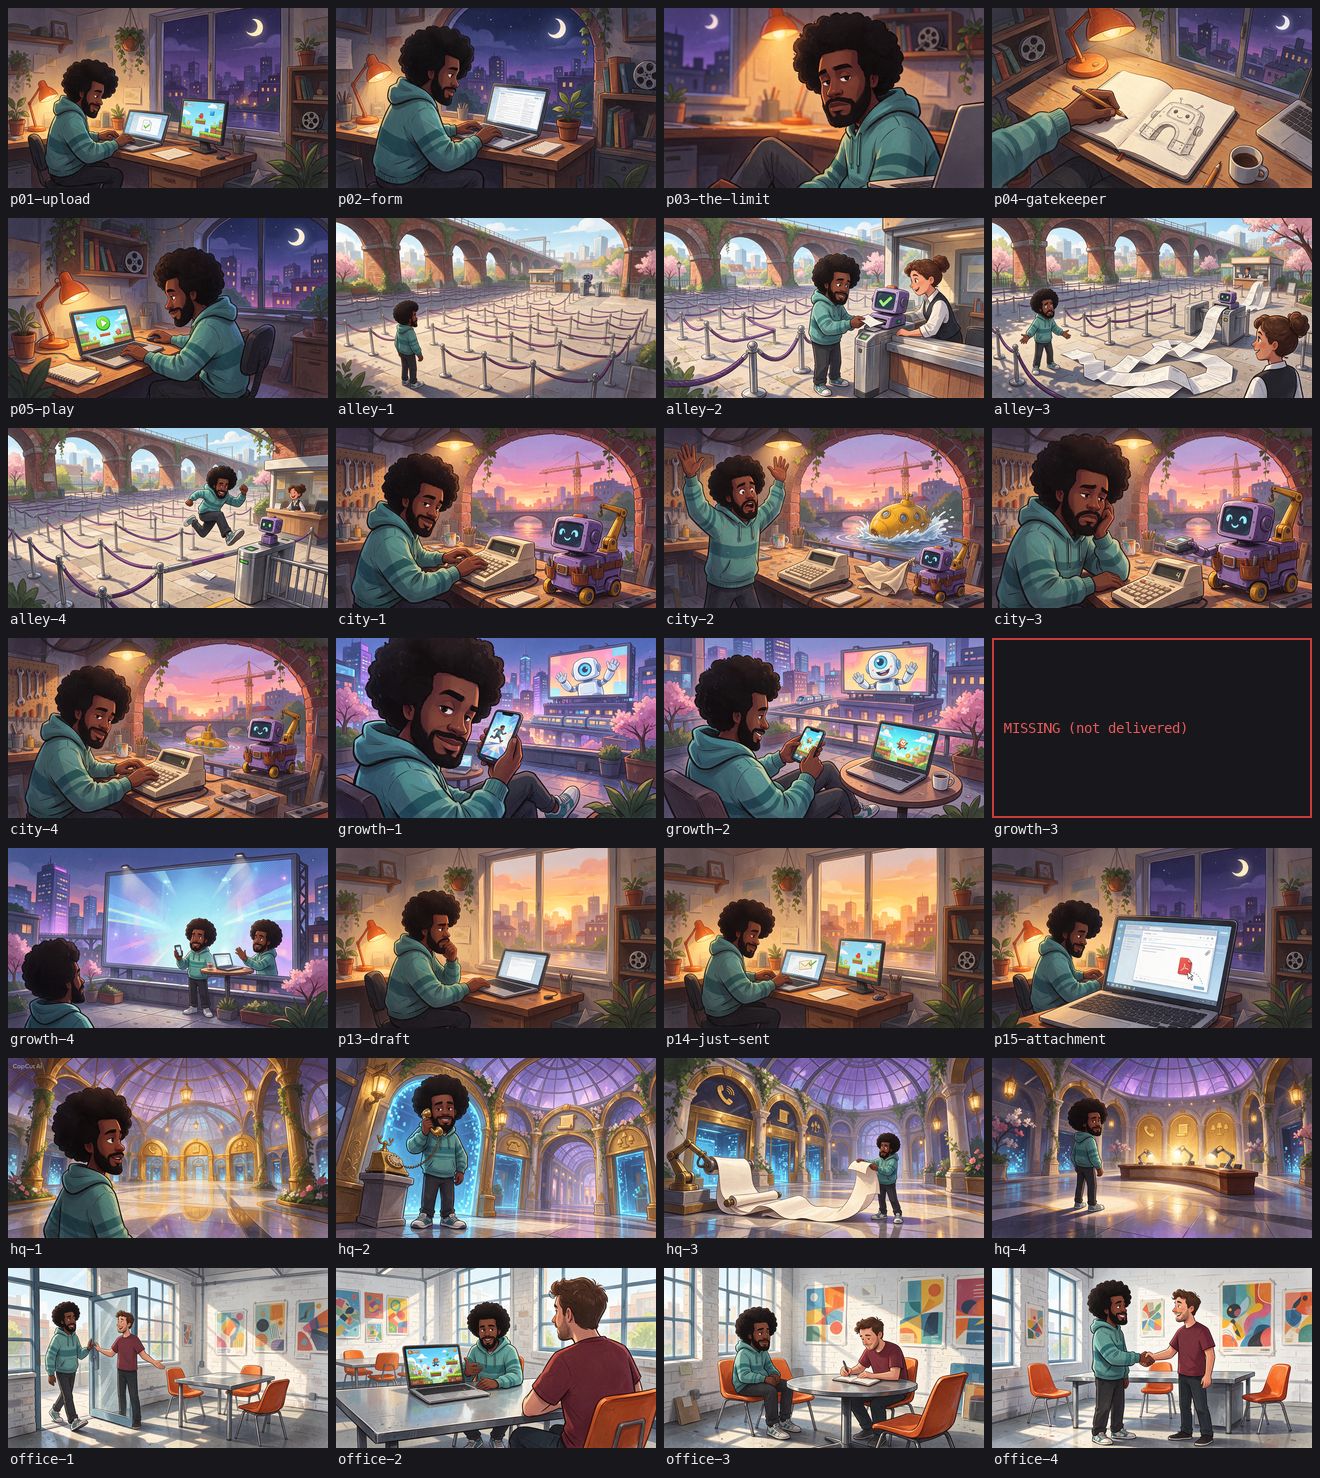 p01-upload
p02-form
p03-the-limit
p04-gatekeeper
p05-play
alley-1
alley-2
alley-3
alley-4
city-1
city-2
city-3
city-4
growth-1
growth-2
MISSING (not delivered)
growth-3
growth-4
p13-draft
p14-just-sent
p15-attachment
CapCut AI
hq-1
hq-2
hq-3
hq-4
office-1
office-2
office-3
office-4